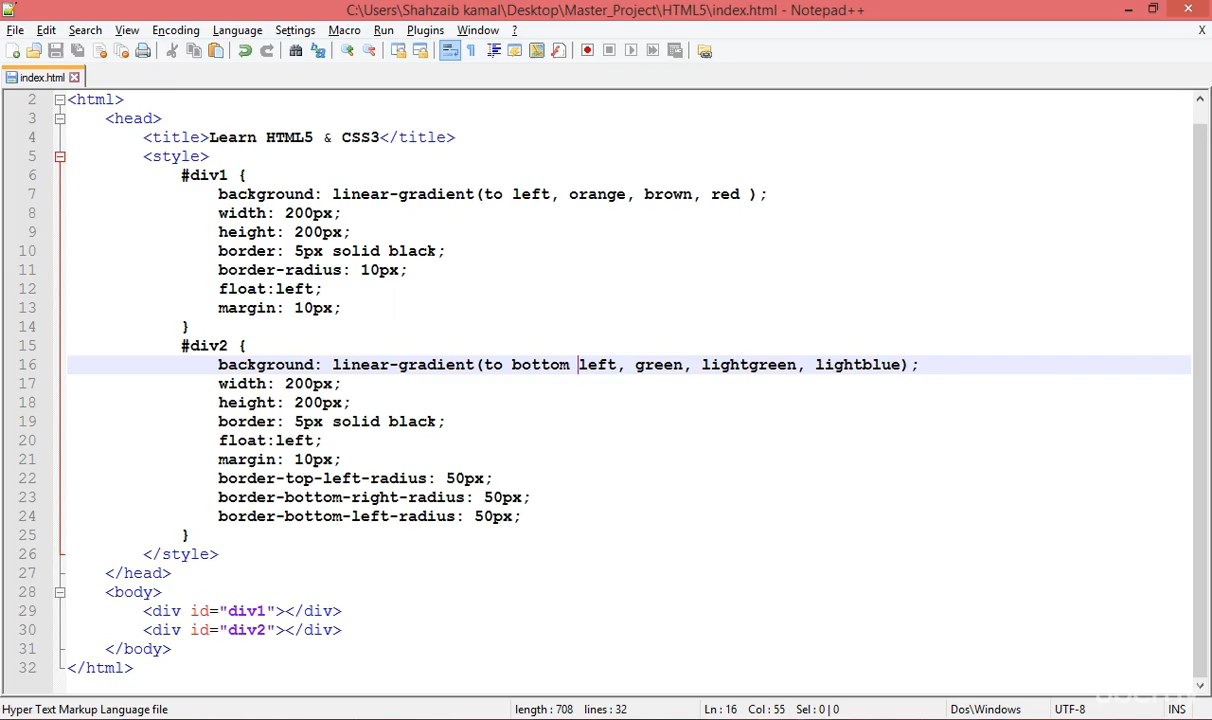 C:\Users\Shahzaib kamal\Desktop\Master_Project\HTML5\index.html - Notepad++
File Edit Search View Encoding Language Settings Macro Run Plugins Window ? X
index.html
2 <html>
3 <head>
4 <title>Learn HTML5 & CSS3</title>
5 <style>
6 #div1 {
7 background: linear-gradient(to left, orange, brown, red );
8 width: 200px;
9 height: 200px;
10 border: 5px solid black;
11 border-radius: 10px;
12 float:left;
13 margin: 10px;
14 }
15 #div2 {
16 background: linear-gradient(to bottom left, green, lightgreen, lightblue);
17 width: 200px;
18 height: 200px;
19 border: 5px solid black;
20 float:left;
21 margin: 10px;
22 border-top-left-radius: 50px;
23 border-bottom-right-radius: 50px;
24 border-bottom-left-radius: 50px;
25 }
26 </style>
27 </head>
28 <body>
29 <div id="div1"></div>
30 <div id="div2"></div>
31 </body>
32 </html>
Hyper Text Markup Language file length : 708 lines : 32 Ln : 16 Col : 55 Sel : 0 | 0 Dos\Windows UTF-8 INS